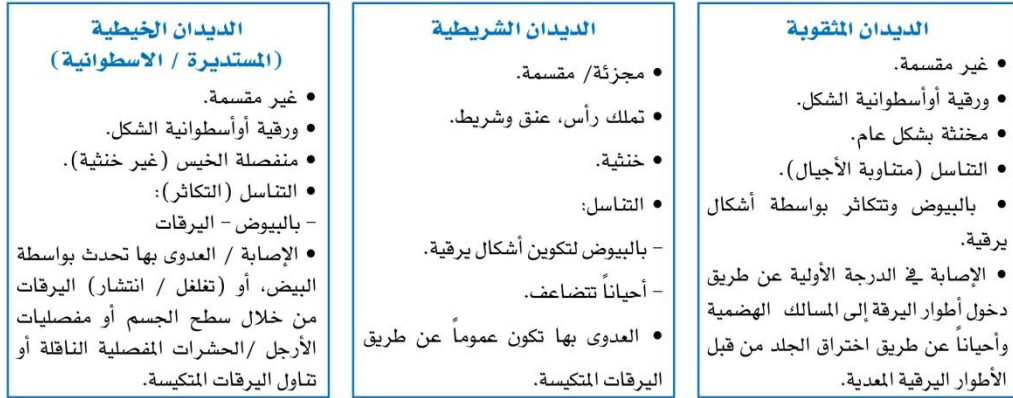 الديدان المثقوبة
• غير مقسمة.
• ورقية أوأسطوانية الشكل.
• مخنثة بشكل عام.
• التناسل (متناوبة الأجيال).
• بالبيوض وتتكاثر بواسطة أشكال
يرقية.
• الإصابة في الدرجة الأولية عن طريق
دخول أطوار اليرقة إلى المسالك الهضمية
وأحياناً عن طريق اختراق الجلد من قبل
الأطوار اليرقية المعدية.
الديدان الشريطية
• مجزئة/ مقسمة.
• تملك رأس، عنق وشريط.
• خنثية.
• التناسل:
- بالبيوض لتكوين أشكال يرقية.
- أحياناً تتضاعف.
• العدوى بها تكون عموماً عن طريق
اليرقات المتكيسة.
الديدان الخيطية
(المستديرة / الاسطوانية)
• غير مقسمة.
• ورقية أوأسطوانية الشكل.
• منفصلة الخيس (غير خنثية).
• التناسل (التكاثر):
- بالبيوض - اليرقات
• الإصابة / العدوى بها تحدث بواسطة
البيض، أو (تغلغل / انتشار) اليرقات
من خلال سطح الجسم أو مفصليات
الأرجل /الحشرات المفصلية الناقلة أو
تناول اليرقات المتكيسة.